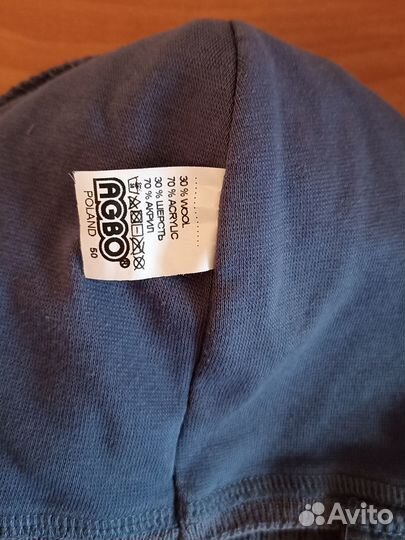 30 % WOOL
70 % ACRYLIC
30 % ШЕРСТЬ
70 % АКРИЛ
AGBO
POLAND 50
Avito